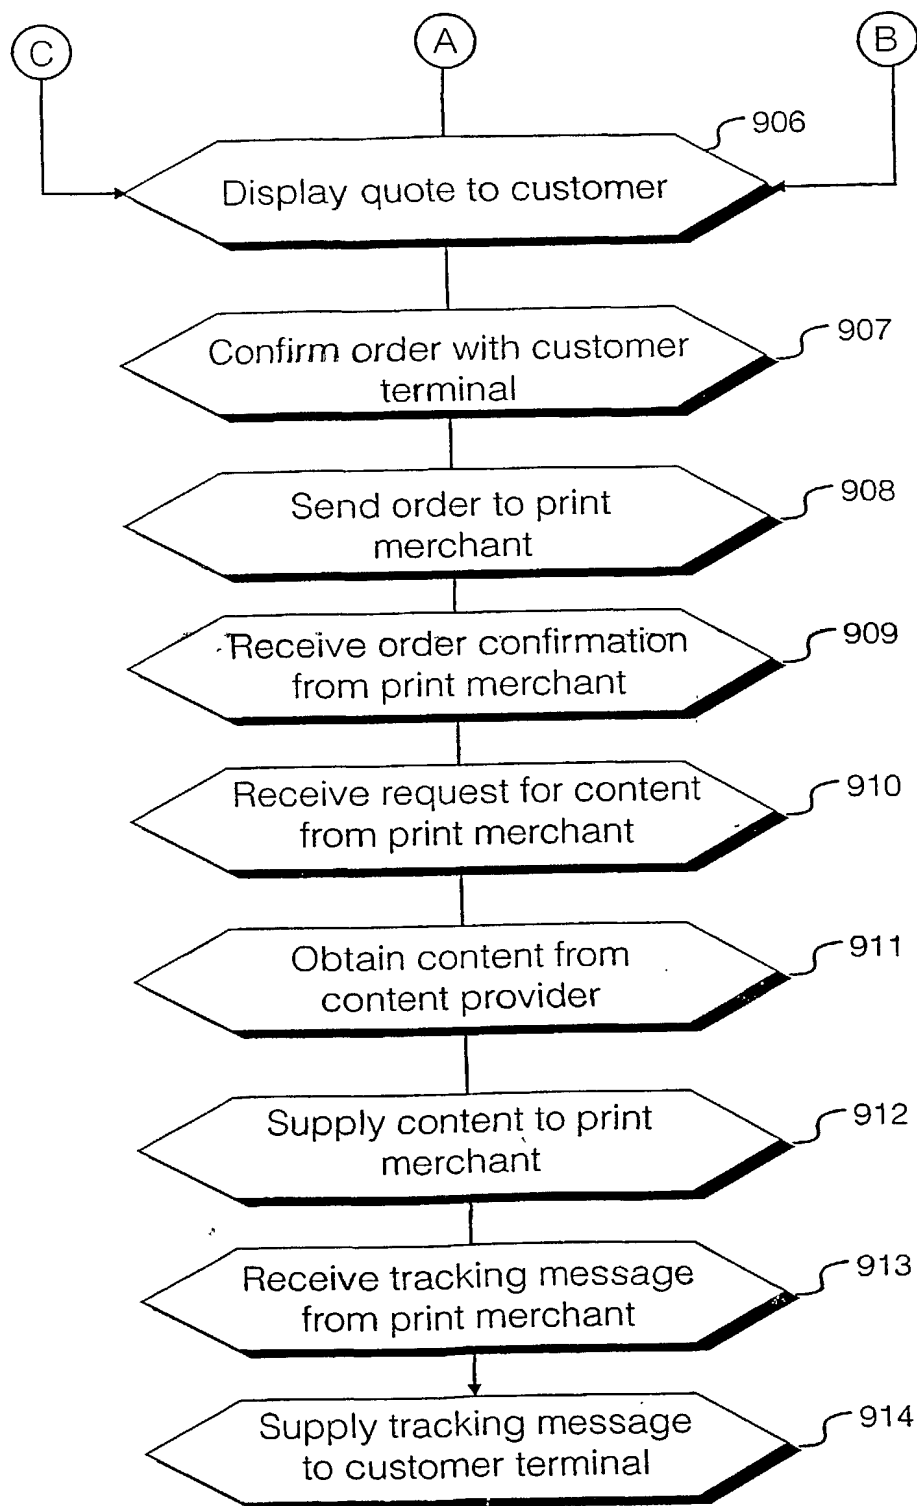 C
A
B
906
Display quote to customer
907
Confirm order with customer
terminal
908
Send order to print
merchant
909
Receive order confirmation
from print merchant
910
Receive request for content
from print merchant
911
Obtain content from
content provider
912
Supply content to print
merchant
913
Receive tracking message
from print merchant
914
Supply tracking message
to customer terminal